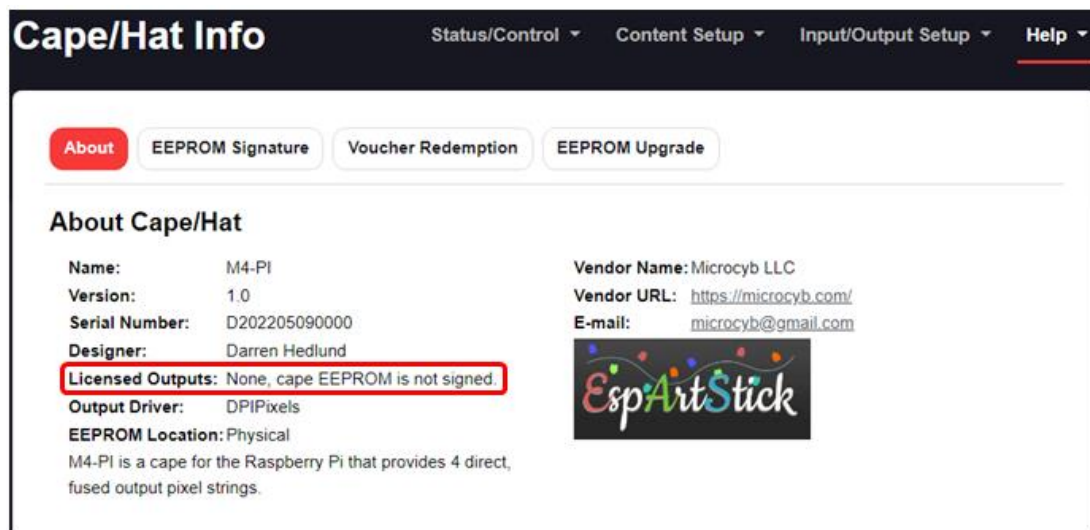 Cape/Hat Info
Status/Control Content Setup Input/Output Setup Help
About EEPROM Signature Voucher Redemption EEPROM Upgrade
About Cape/Hat
Name: M4-PI
Version: 1.0
Serial Number: D202205090000
Designer: Darren Hedlund
Licensed Outputs: None, cape EEPROM is not signed.
Output Driver: DPIPixels
EEPROM Location: Physical
M4-PI is a cape for the Raspberry Pi that provides 4 direct,
fused output pixel strings.
Vendor Name: Microcyb LLC
Vendor URL: https://microcyb.com/
E-mail: microcyb@gmail.com
EspArtStick